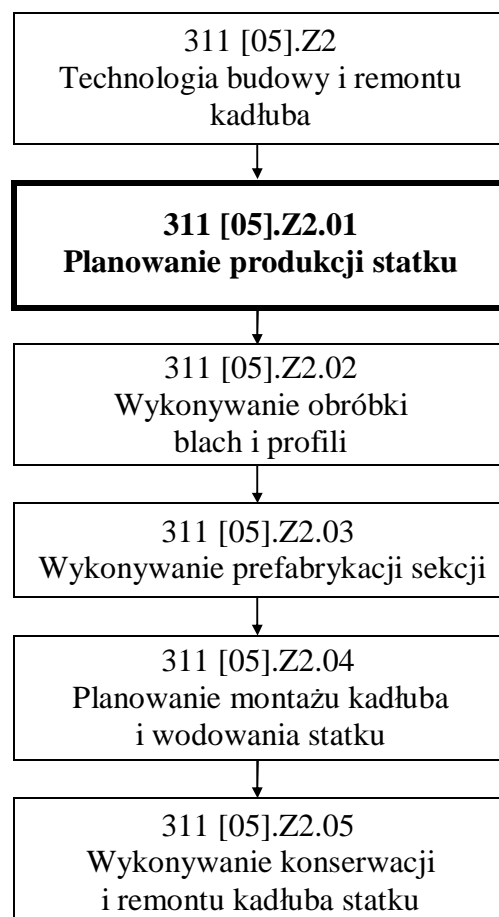 311 [05].Z2
Technologia budowy i remontu
kadłuba
311 [05].Z2.01
Planowanie produkcji statku
311 [05].Z2.02
Wykonywanie obróbki
blach i profili
311 [05].Z2.03
Wykonywanie prefabrykacji sekcji
311 [05].Z2.04
Planowanie montażu kadłuba
i wodowania statku
311 [05].Z2.05
Wykonywanie konserwacji
i remontu kadłuba statku